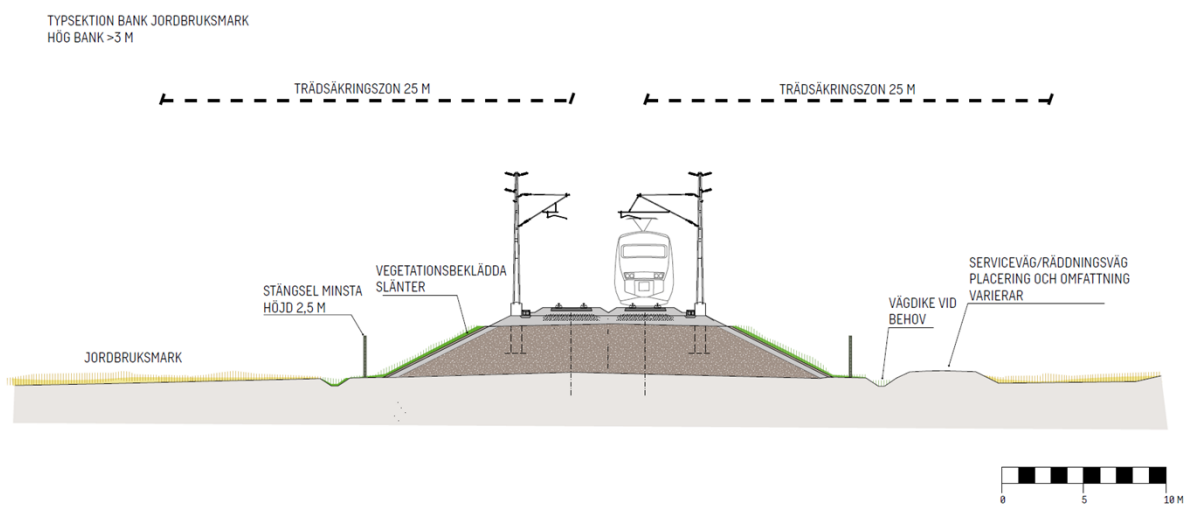 TYPSEKTION BANK JORDBRUKSMARK
HÖG BANK >3 M
TRÄDSÄKRINGSZON 25 M
TRÄDSÄKRINGSZON 25 M
STÄNGSEL MINSTA
HÖJD 2,5 M
VEGETATIONSBEKLÄDDA
SLÄNTER
SERVICEVÄG/RÄDDNINGSVÄG
PLACERING OCH OMFATTNING
VARIERAR
VÄGDIKE VID
BEHOV
JORDBRUKSMARK
0 5 10 M